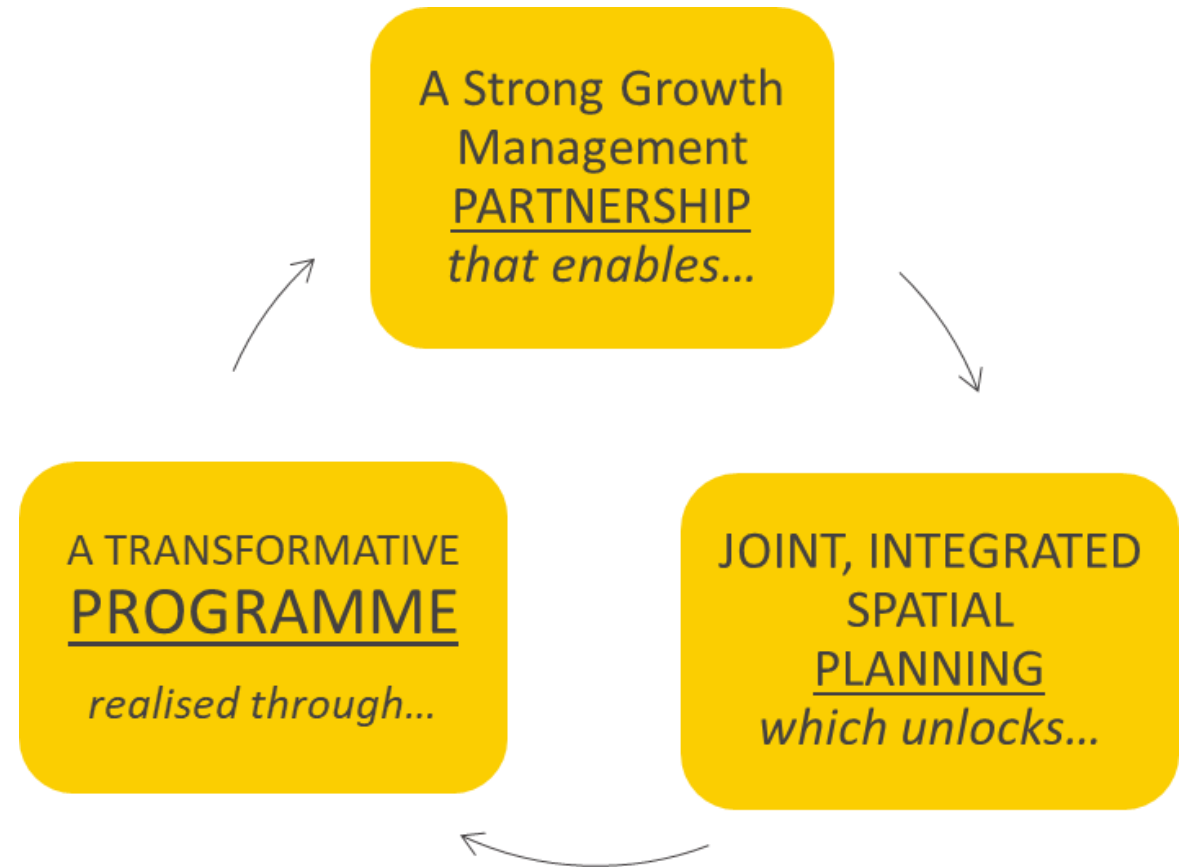 A Strong Growth
Management
PARTNERSHIP
that enables...
JOINT, INTEGRATED
SPATIAL
PLANNING
which unlocks...
A TRANSFORMATIVE
PROGRAMME
realised through...